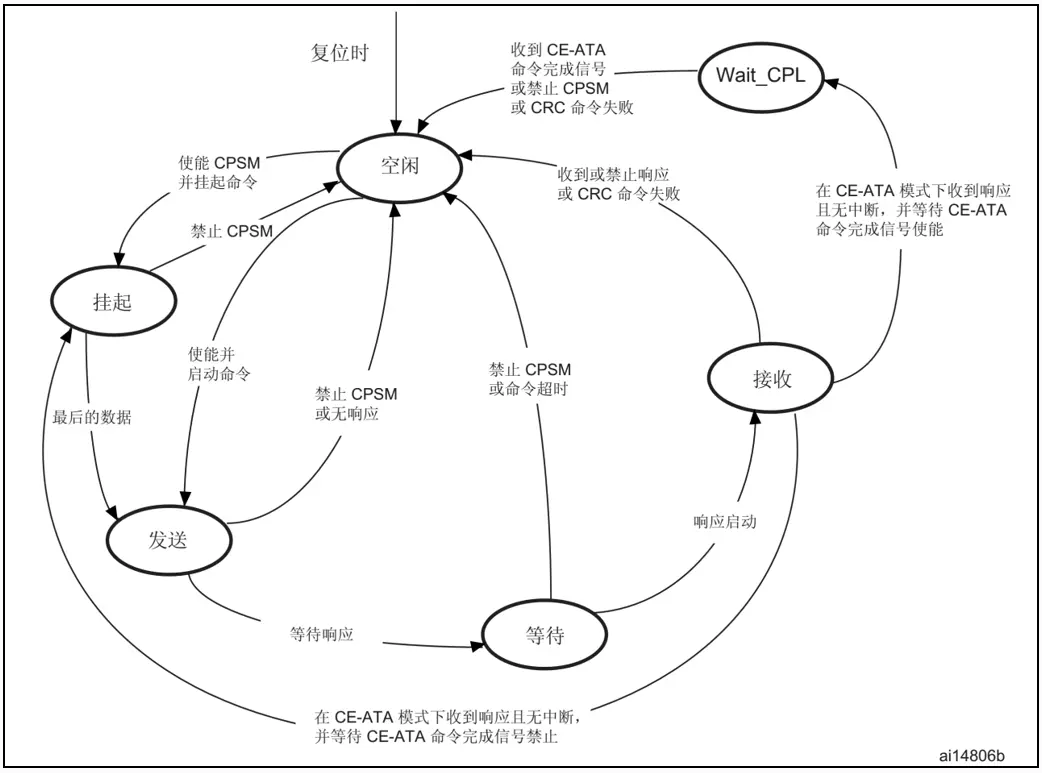 复位时
收到 CE-ATA
命令完成信号
或禁止 CPSM
或 CRC 命令失败
Wait_CPL
使能 CPSM
并挂起命令
空闲
收到或禁止响应
或 CRC 命令失败
在 CE-ATA 模式下收到响应
且无中断，并等待 CE-ATA
命令完成信号使能
禁止 CPSM
挂起
使能并
启动命令
禁止 CPSM
或无响应
禁止 CPSM
或命令超时
接收
最后的数据
发送
响应启动
等待响应
等待
在 CE-ATA 模式下收到响应且无中断，
并等待 CE-ATA 命令完成信号禁止
ai14806b